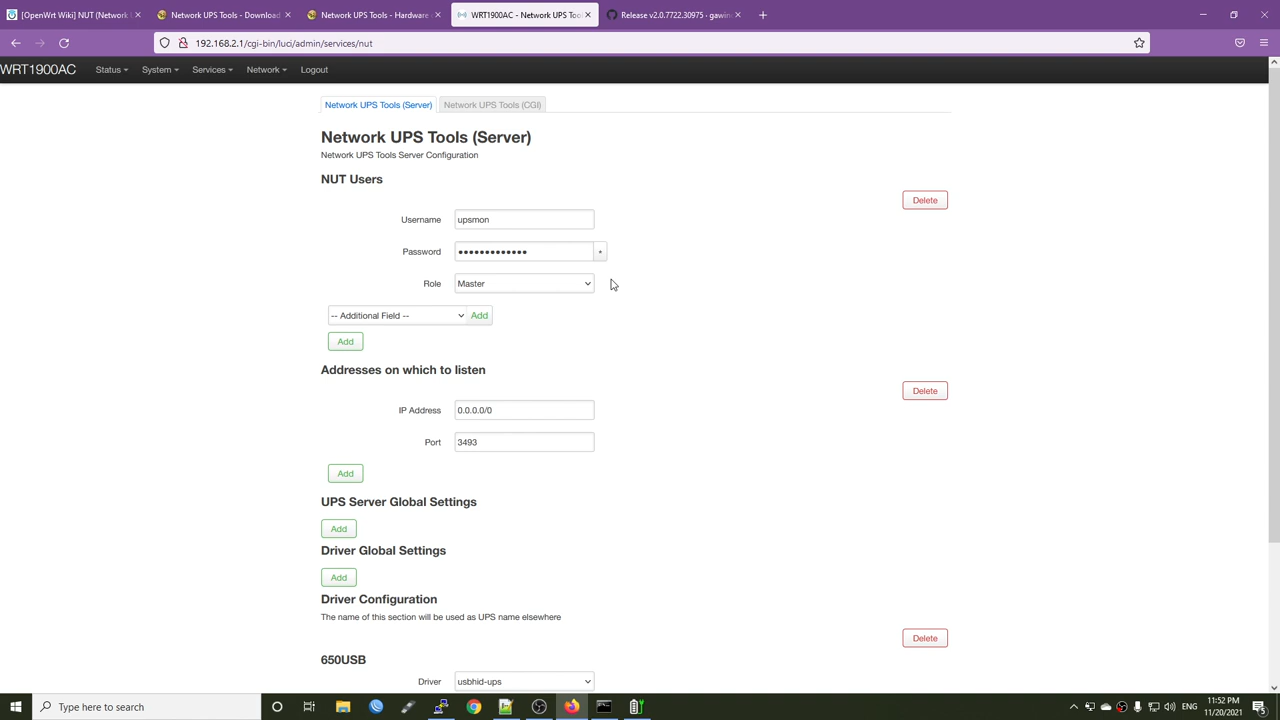 [OpenWrt Wiki] NUT (Network
Network UPS Tools - Download
Network UPS Tools - Hardware
WRT1900AC - Network UPS Tool
Release v2.0.7722.30975 · gawin
192.168.2.1/cgi-bin/luci/admin/services/nut
WRT1900AC
Status
System
Services
Network
Logout
Network UPS Tools (Server)
Network UPS Tools (CGI)
Network UPS Tools (Server)
Network UPS Tools Server Configuration
NUT Users
Delete
Username
upsmon
Password
•••••••••••••
*
Role
Master
-- Additional Field --
Add
Add
Addresses on which to listen
Delete
IP Address
0.0.0.0/0
Port
3493
Add
UPS Server Global Settings
Add
Driver Global Settings
Add
Driver Configuration
The name of this section will be used as UPS name elsewhere
Delete
650USB
Driver
usbhid-ups
Type here to search
ENG
11:52 PM
11/20/2021